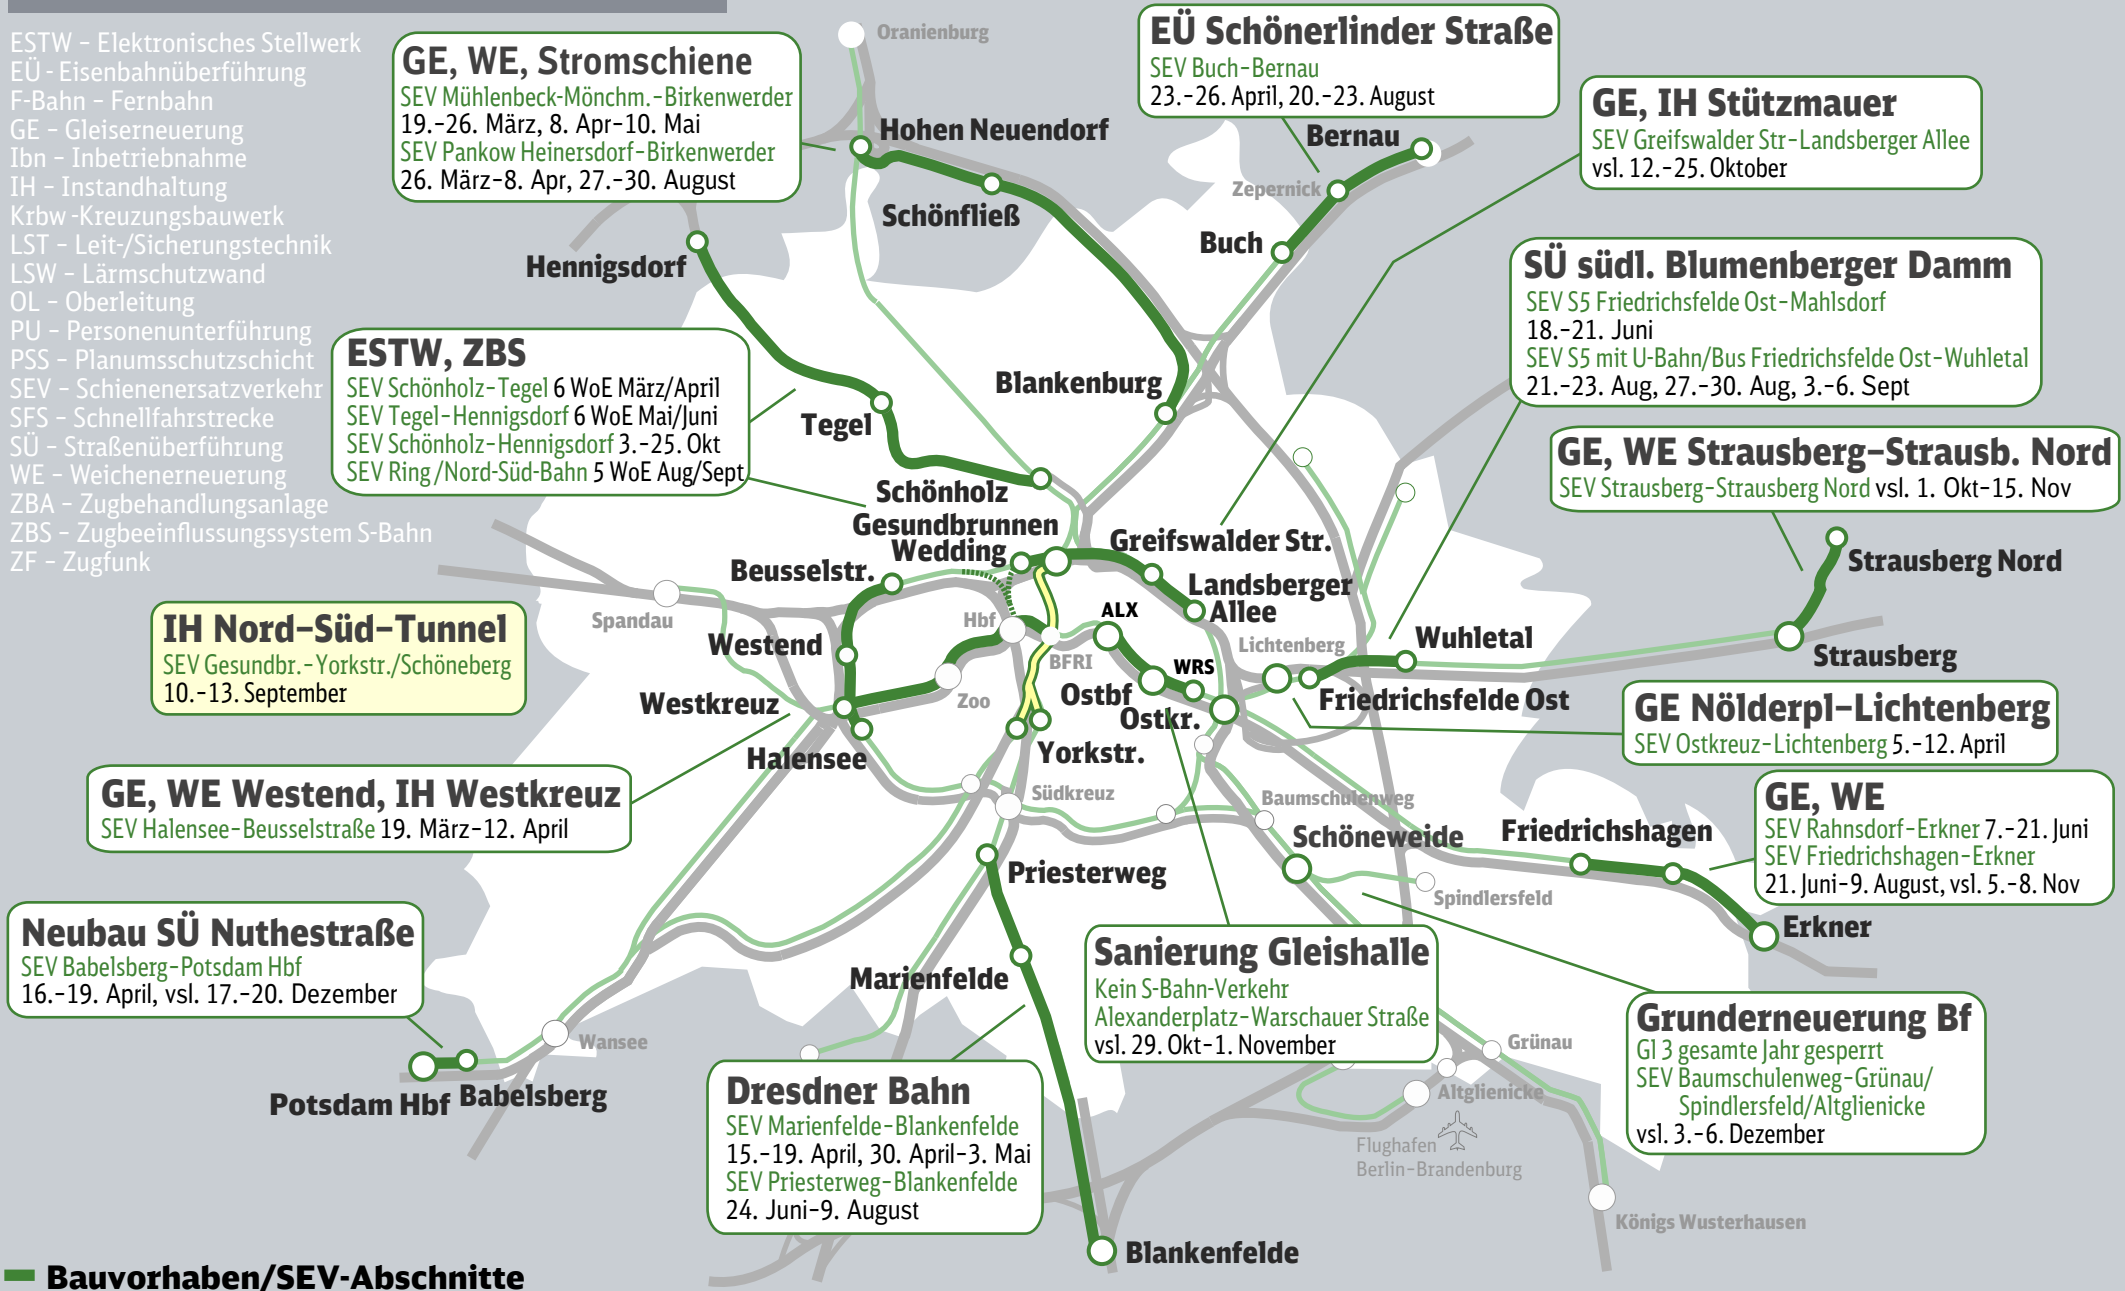 ESTW – Elektronisches Stellwerk
EÜ - Eisenbahnüberführung
F-Bahn – Fernbahn
GE – Gleiserneuerung
Ibn – Inbetriebnahme
IH – Instandhaltung
Krbw -Kreuzungsbauwerk
LST – Leit-/Sicherungstechnik
LSW – Lärmschutzwand
OL – Oberleitung
PU – Personenunterführung
PSS – Planumsschutzschicht
SEV – Schienenersatzverkehr
SFS – Schnellfahrstrecke
SÜ – Straßenüberführung
WE – Weichenerneuerung
ZBA – Zugbehandlungsanlage
ZBS – Zugbeeinflussungssystem S-Bahn
ZF – Zugfunk
GE, WE, Stromschiene
SEV Mühlenbeck-Mönchm.–Birkenwerder
19.–26. März, 8. Apr–10. Mai
SEV Pankow Heinersdorf–Birkenwerder
26. März–8. Apr, 27.–30. August
Oranienburg
Hohen Neuendorf
Schönfließ
EÜ Schönerlinder Straße
SEV Buch–Bernau
23.–26. April, 20.–23. August
Bernau
Zepernick
Buch
GE, IH Stützmauer
SEV Greifswalder Str–Landsberger Allee
vsl. 12.–25. Oktober
Hennigsdorf
SÜ südl. Blumenberger Damm
SEV S5 Friedrichsfelde Ost–Mahlsdorf
18.–21. Juni
SEV S5 mit U-Bahn/Bus Friedrichsfelde Ost–Wuhletal
21.–23. Aug, 27.–30. Aug, 3.–6. Sept
ESTW, ZBS
SEV Schönholz–Tegel 6 WoE März/April
SEV Tegel–Hennigsdorf 6 WoE Mai/Juni
SEV Schönholz–Hennigsdorf 3.–25. Okt
SEV Ring/Nord-Süd-Bahn 5 WoE Aug/Sept
Blankenburg
Tegel
GE, WE Strausberg–Strausb. Nord
SEV Strausberg–Strausberg Nord vsl. 1. Okt–15. Nov
Schönholz
Gesundbrunnen
Wedding
Greifswalder Str.
Strausberg Nord
Beusselstr.
Landsberger
Allee
ALX
Hbf
Spandau
Westend
Lichtenberg
Wuhletal
Strausberg
IH Nord–Süd–Tunnel
SEV Gesundbr.–Yorkstr./Schöneberg
10.–13. September
BFRI
WRS
Westkreuz
Zoo
Ostbf
Ostkr.
Friedrichsfelde Ost
GE Nölderpl–Lichtenberg
SEV Ostkreuz–Lichtenberg 5.–12. April
Halensee
Yorkstr.
GE, WE Westend, IH Westkreuz
SEV Halensee–Beusselstraße 19. März–12. April
Südkreuz
Baumschulenweg
Schöneweide
Friedrichshagen
GE, WE
SEV Rahnsdorf–Erkner 7.–21. Juni
SEV Friedrichshagen–Erkner
21. Juni–9. August, vsl. 5.–8. Nov
Priesterweg
Spindlersfeld
Erkner
Neubau SÜ Nuthestraße
SEV Babelsberg–Potsdam Hbf
16.–19. April, vsl. 17.–20. Dezember
Marienfelde
Sanierung Gleishalle
Kein S-Bahn-Verkehr
Alexanderplatz–Warschauer Straße
vsl. 29. Okt–1. November
Grunderneuerung Bf
Gl 3 gesamte Jahr gesperrt
SEV Baumschulenweg–Grünau/
Spindlersfeld/Altglienicke
vsl. 3.–6. Dezember
Wansee
Grünau
Altglienicke
Potsdam Hbf
Babelsberg
Dresdner Bahn
SEV Marienfelde–Blankenfelde
15.–19. April, 30. April–3. Mai
SEV Priesterweg–Blankenfelde
24. Juni–9. August
Flughafen
Berlin–Brandenburg
Königs Wusterhausen
Blankenfelde
Bauvorhaben/SEV-Abschnitte